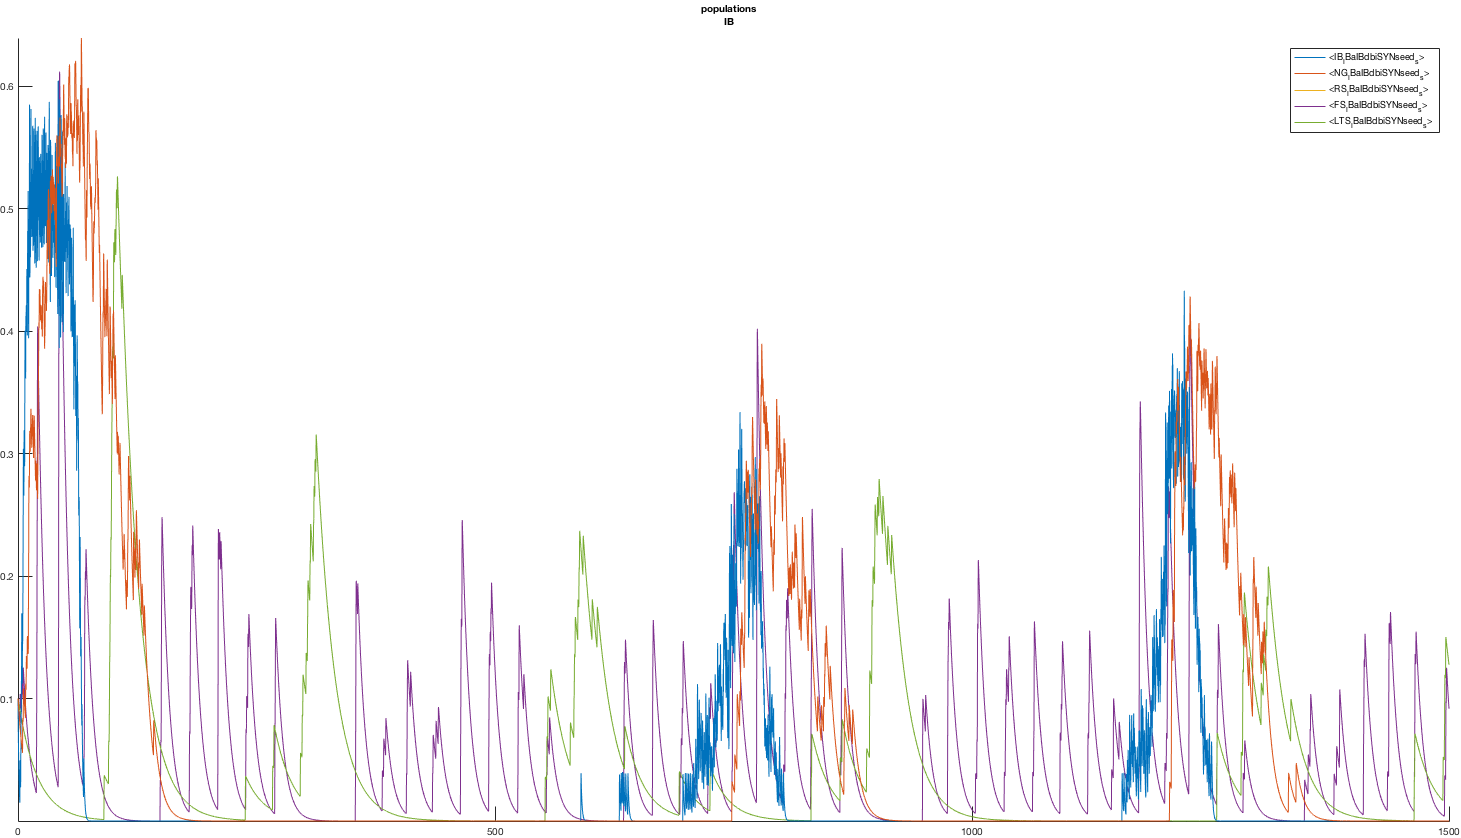 populations
IB
<IB_iBaIBdbiSYNseed_s>
<NG_iBaIBdbiSYNseed_s>
<RS_iBaIBdbiSYNseed_s>
<FS_iBaIBdbiSYNseed_s>
<LTS_iBaIBdbiSYNseed_s>
0.6
0.5
0.4
0.3
0.2
0.1
0 500 1000 1500